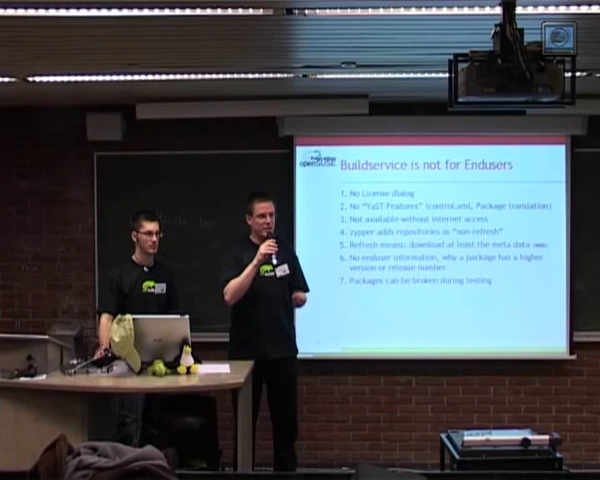 openSUSE
Buildservice is not for Endusers
1. No License dialog
2. No "YaST Features" (control.xml, Package translation)
3. Not available without internet access
4. zypper adds repositories as "non refresh"
5. Refresh means: download at least the meta data
6. No enduser information, why a package has a higher
version or release number
7. Packages can be broken during testing